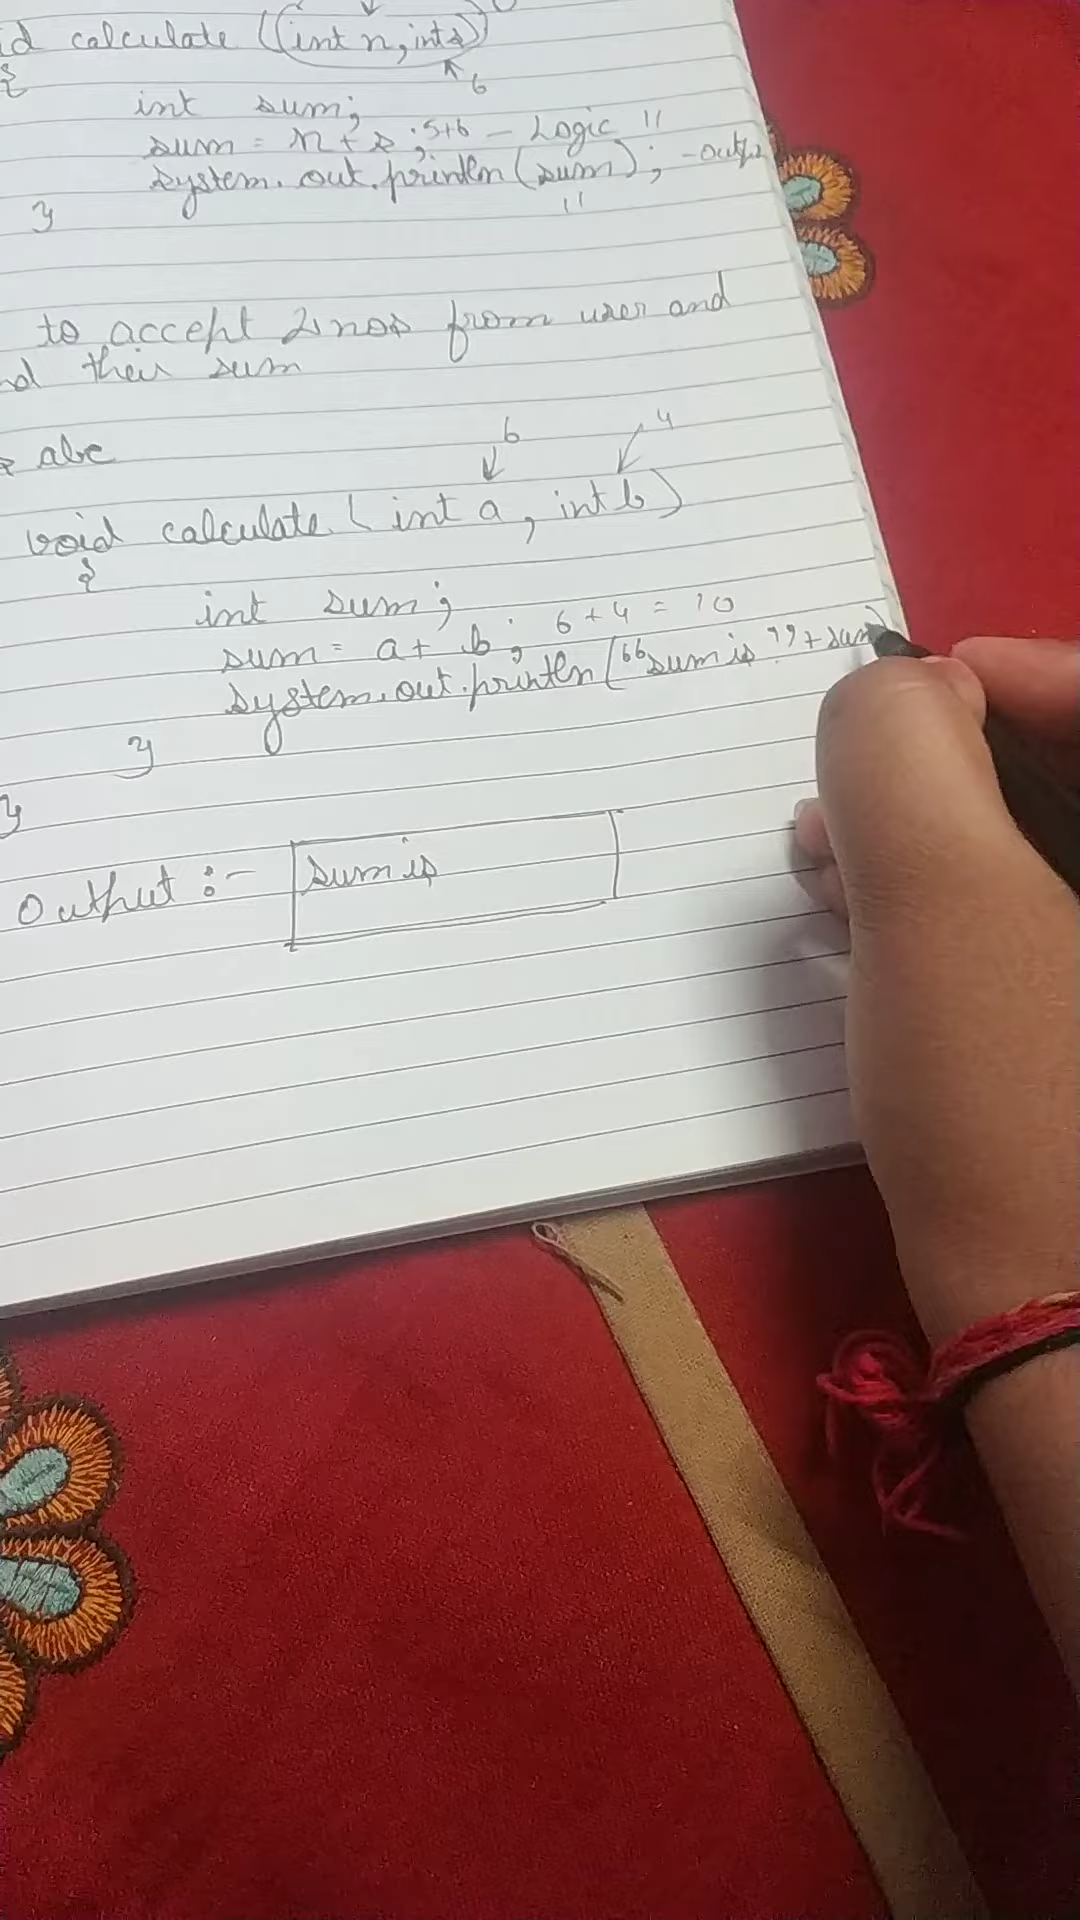 calculate (int n, int s)
6
{
int sum;
sum = n + s; 5+6 - Logic 11
System.out.println(sum); -
11
}
to accept 2 nos from user and
their sum
abc
6 4
void calculate (int a, int b)
{
int sum;
sum = a + b; 6 + 4 = 10
System.out.println("sum is" + sum)
}
}
Output :- sum is